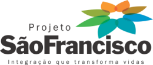 Projeto
SãoFrancisco
Integração que transforma vidas